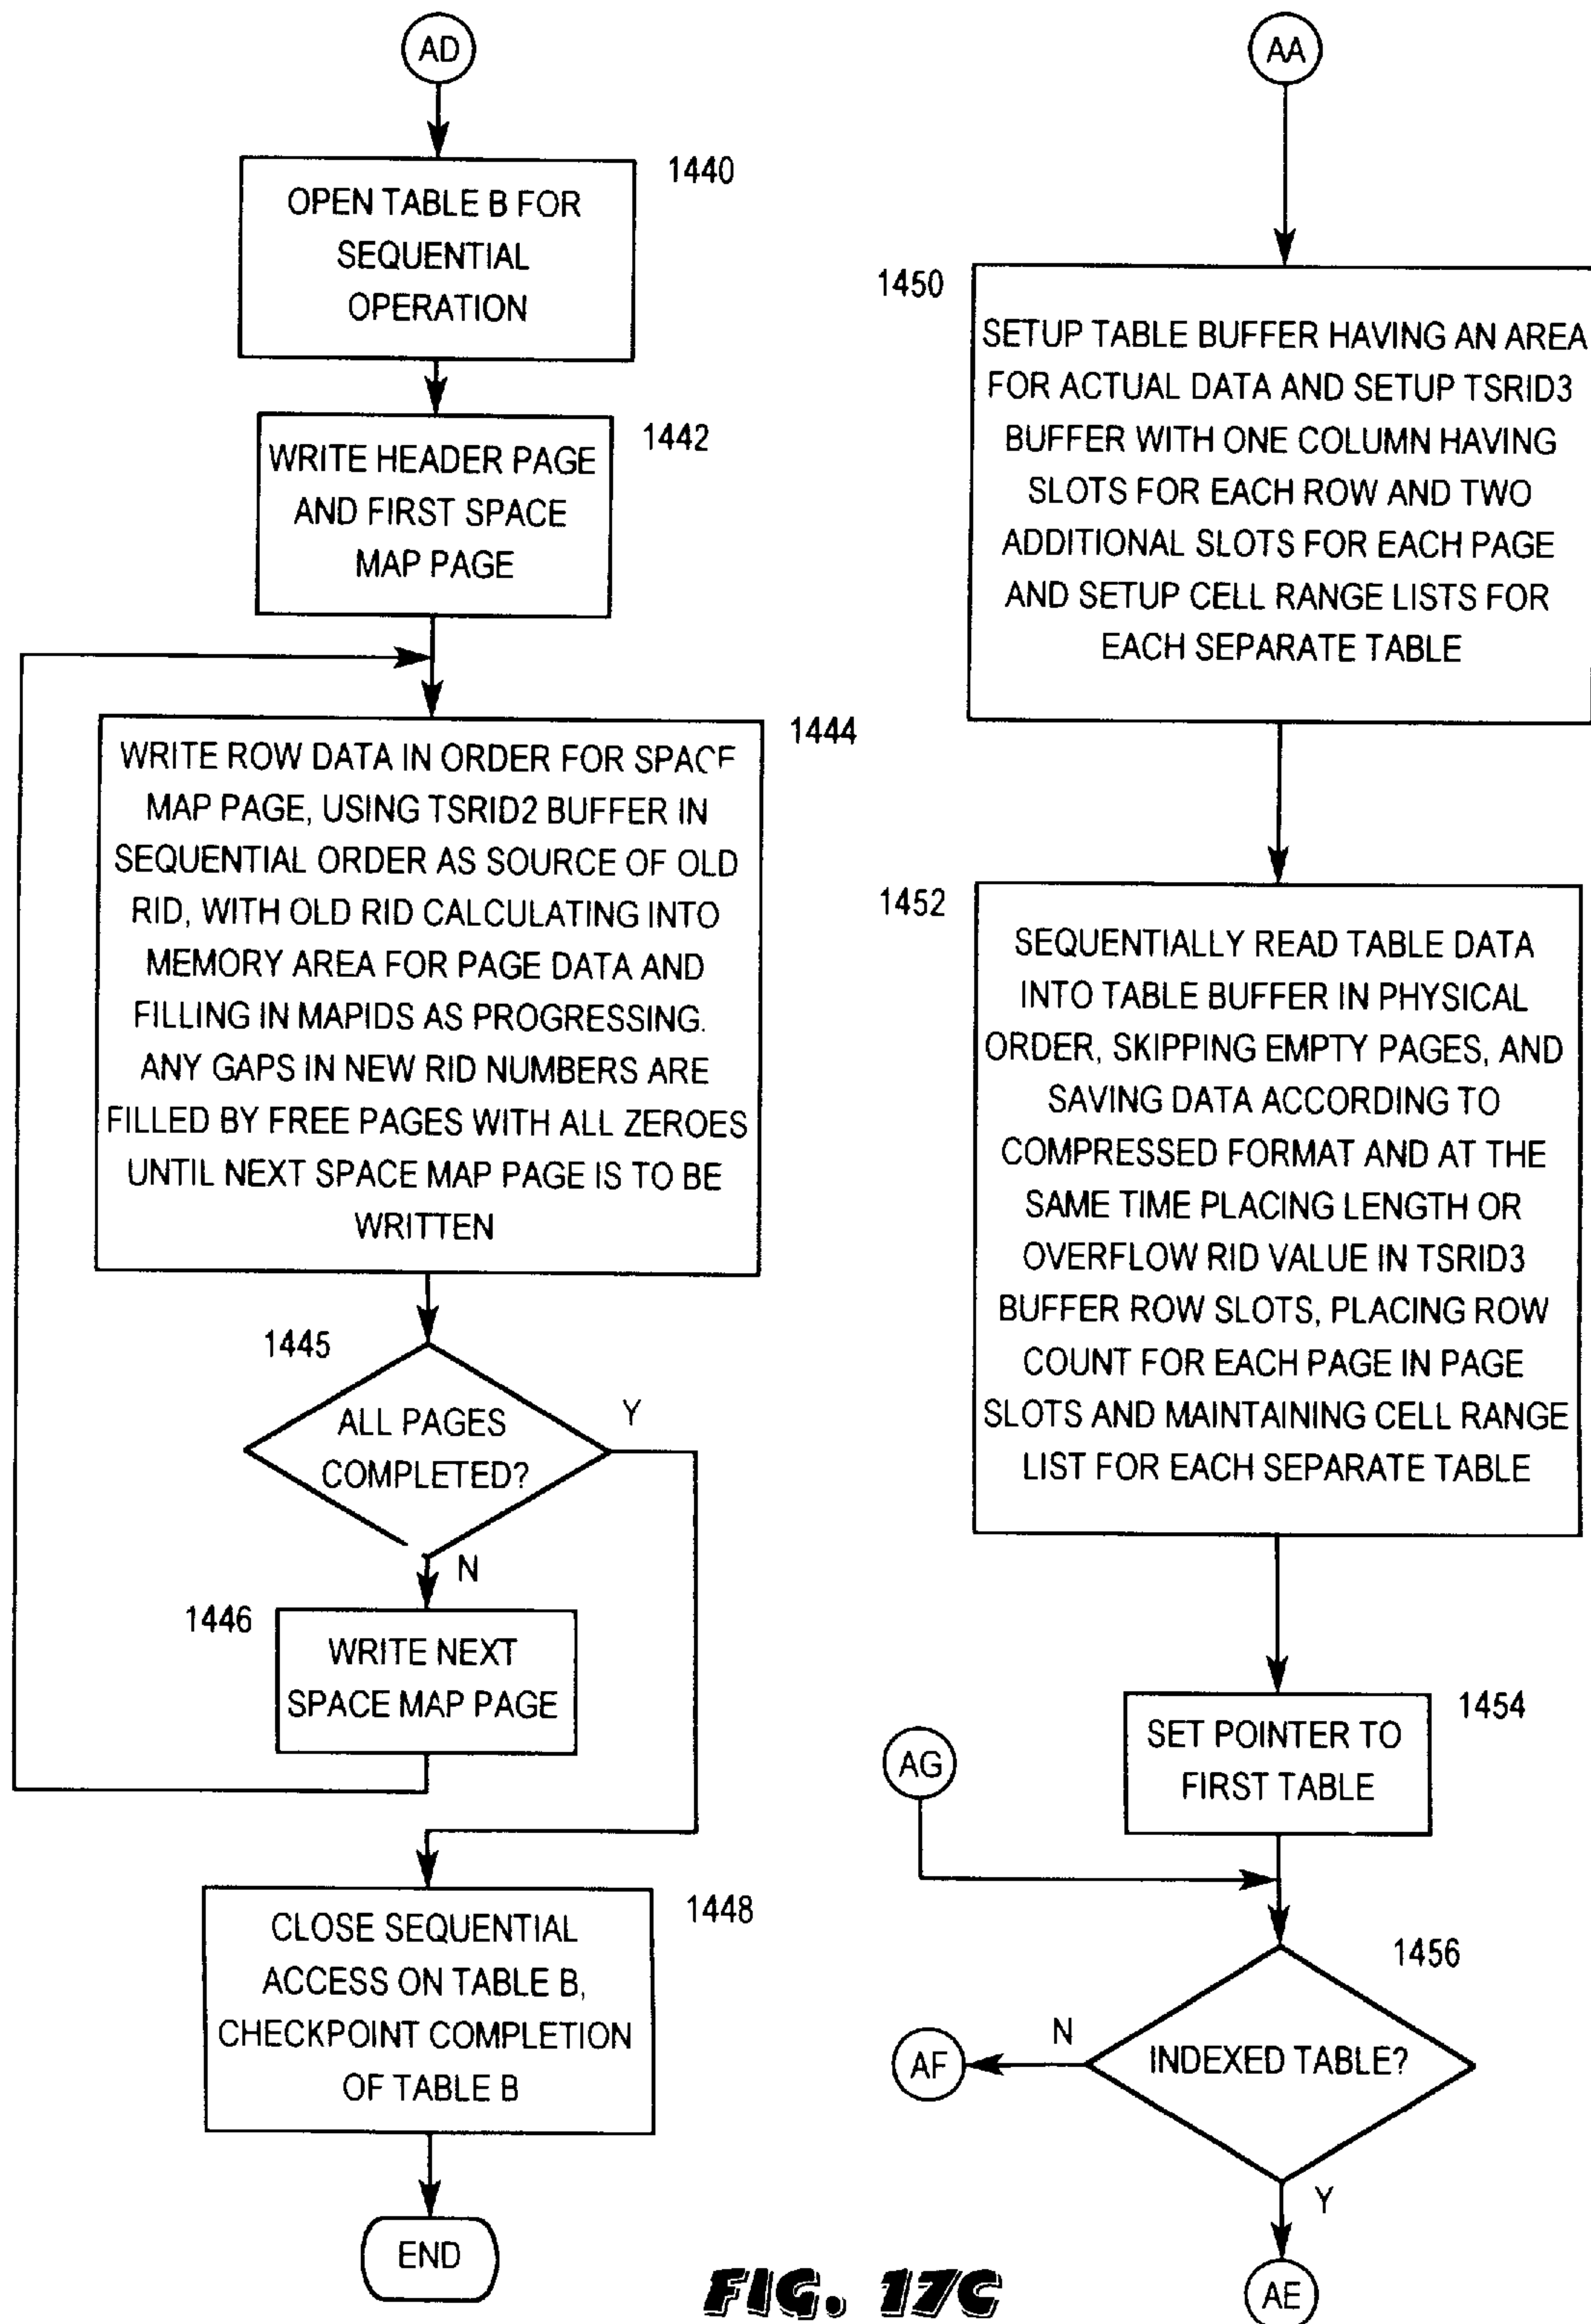 AD
1440
OPEN TABLE B FOR
SEQUENTIAL
OPERATION
1442
WRITE HEADER PAGE
AND FIRST SPACE
MAP PAGE
1444
WRITE ROW DATA IN ORDER FOR SPACE
MAP PAGE, USING TSRID2 BUFFER IN
SEQUENTIAL ORDER AS SOURCE OF OLD
RID, WITH OLD RID CALCULATING INTO
MEMORY AREA FOR PAGE DATA AND
FILLING IN MAPIDS AS PROGRESSING.
ANY GAPS IN NEW RID NUMBERS ARE
FILLED BY FREE PAGES WITH ALL ZEROES
UNTIL NEXT SPACE MAP PAGE IS TO BE
WRITTEN
1445
ALL PAGES
COMPLETED?
Y
N
1446
WRITE NEXT
SPACE MAP PAGE
1448
CLOSE SEQUENTIAL
ACCESS ON TABLE B,
CHECKPOINT COMPLETION
OF TABLE B
END
AA
1450
SETUP TABLE BUFFER HAVING AN AREA
FOR ACTUAL DATA AND SETUP TSRID3
BUFFER WITH ONE COLUMN HAVING
SLOTS FOR EACH ROW AND TWO
ADDITIONAL SLOTS FOR EACH PAGE
AND SETUP CELL RANGE LISTS FOR
EACH SEPARATE TABLE
1452
SEQUENTIALLY READ TABLE DATA
INTO TABLE BUFFER IN PHYSICAL
ORDER, SKIPPING EMPTY PAGES, AND
SAVING DATA ACCORDING TO
COMPRESSED FORMAT AND AT THE
SAME TIME PLACING LENGTH OR
OVERFLOW RID VALUE IN TSRID3
BUFFER ROW SLOTS, PLACING ROW
COUNT FOR EACH PAGE IN PAGE
SLOTS AND MAINTAINING CELL RANGE
LIST FOR EACH SEPARATE TABLE
1454
SET POINTER TO
FIRST TABLE
AG
1456
INDEXED TABLE?
N
AF
Y
AE
FIG. 17C